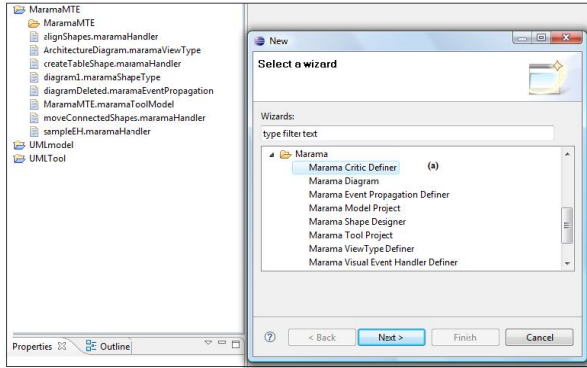 MaramaMTE
MaramaMTE
alignShapes.maramaHandler
ArchitectureDiagram.maramaViewType
createTableShape.maramaHandler
diagram1.maramaShapeType
diagramDeleted.maramaEventPropagation
MaramaMTE.maramaToolModel
moveConnectedShapes.maramaHandler
sampleEH.maramaHandler
UMLmodel
UMLTool
Properties
Outline
New
Select a wizard
Wizards:
type filter text
Marama
Marama Critic Definer (a)
Marama Diagram
Marama Event Propagation Definer
Marama Model Project
Marama Shape Designer
Marama Tool Project
Marama ViewType Definer
Marama Visual Event Handler Definer
? < Back Next > Finish Cancel